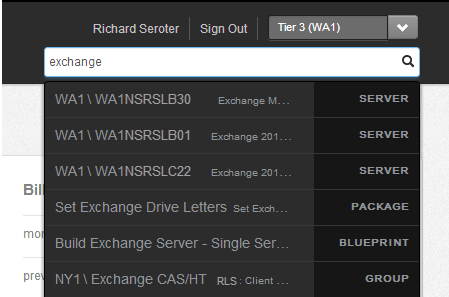 Richard Seroter Sign Out Tier 3 (WA1)
exchange
WA1 \ WA1NSRSLB30 Exchange M... SERVER
WA1 \ WA1NSRSLB01 Exchange 201... SERVER
WA1 \ WA1NSRSLC22 Exchange 201... SERVER
Bil
Set Exchange Drive Letters Set Exch... PACKAGE
mor
Build Exchange Server - Single Ser... BLUEPRINT
prev
NY1 \ Exchange CAS/HT RLS: Client ... GROUP